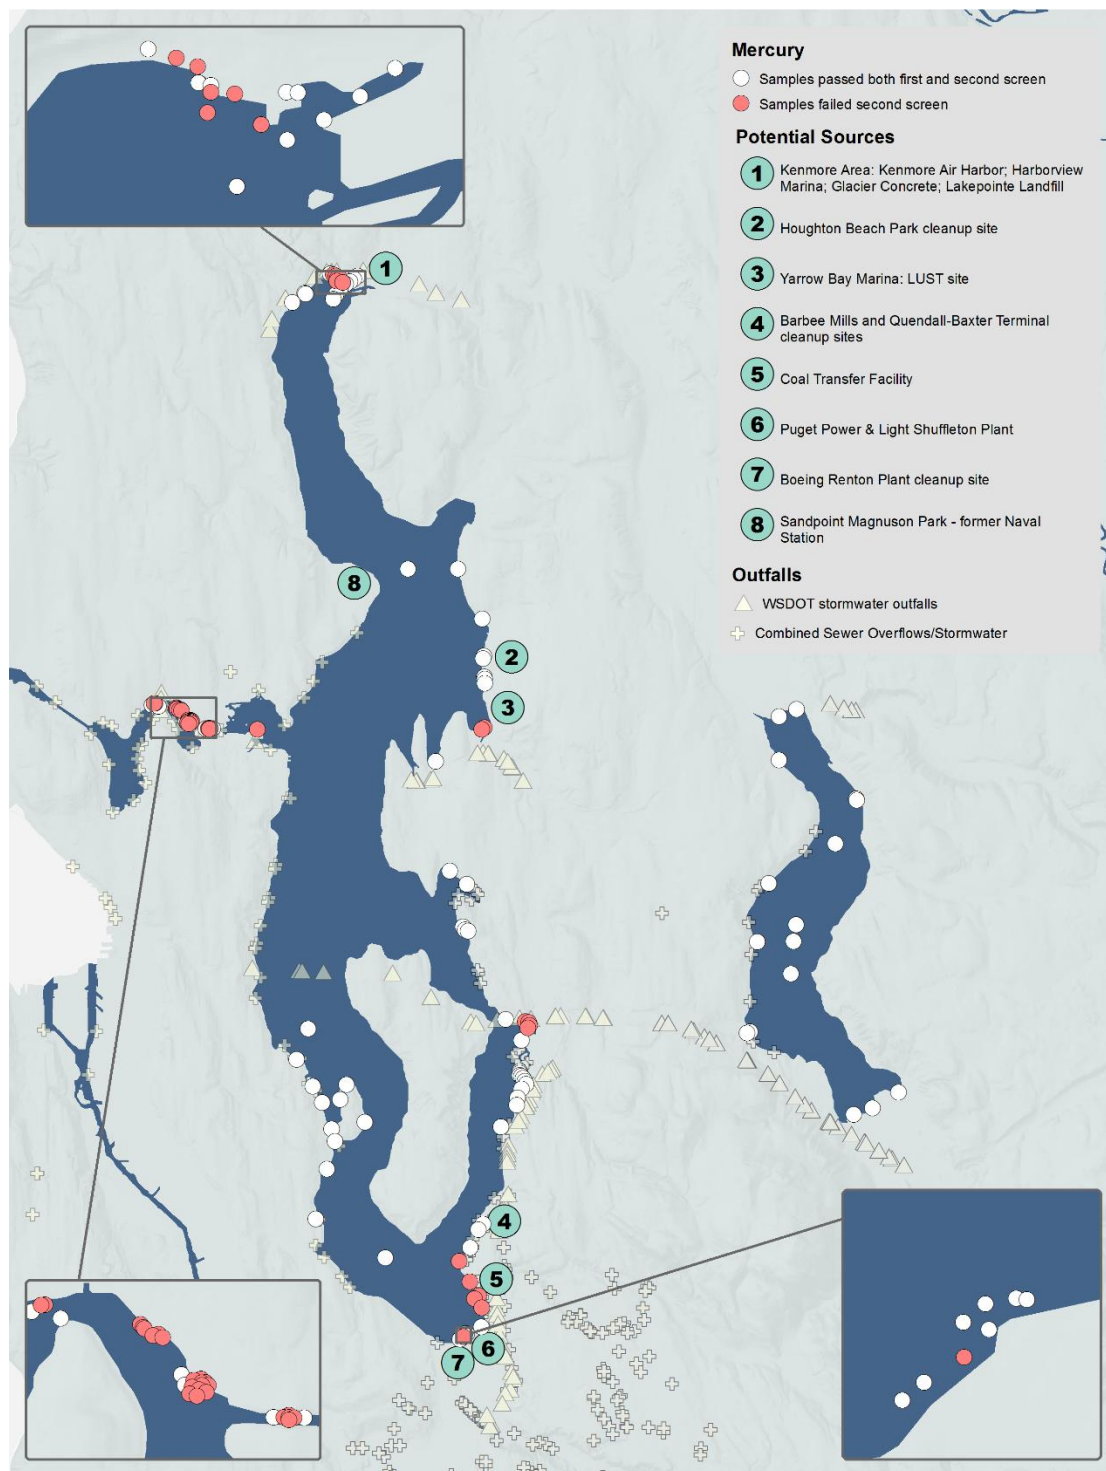 Mercury
Samples passed both first and second screen
Samples failed second screen
Potential Sources
1 Kenmore Area: Kenmore Air Harbor; Harborview
Marina; Glacier Concrete; Lakepointe Landfill
2 Houghton Beach Park cleanup site
3 Yarrow Bay Marina: LUST site
4 Barbee Mills and Quendall-Baxter Terminal
cleanup sites
5 Coal Transfer Facility
6 Puget Power & Light Shuffleton Plant
7 Boeing Renton Plant cleanup site
8 Sandpoint Magnuson Park - former Naval
Station
Outfalls
WSDOT stormwater outfalls
Combined Sewer Overflows/Stormwater
1
8
2
3
4
5
6
7